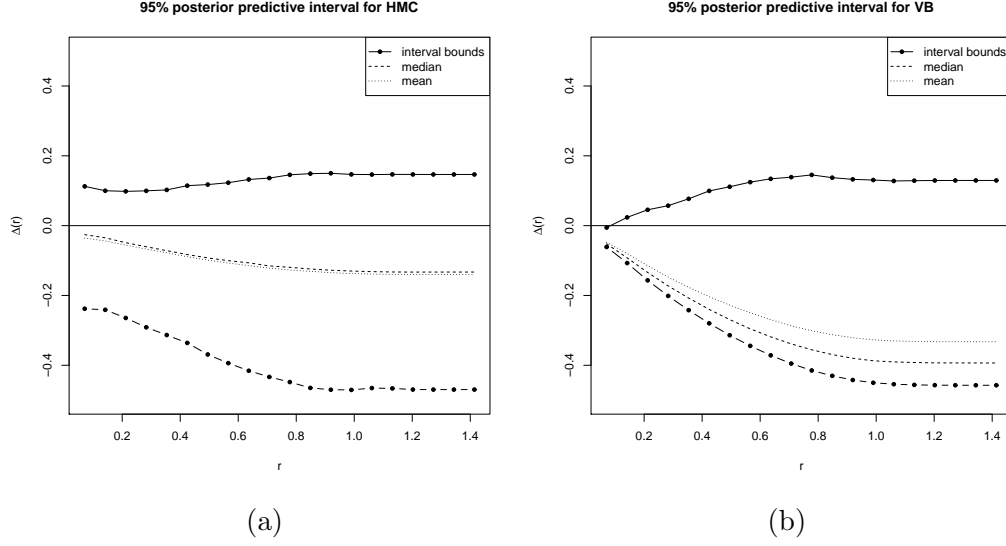 95% posterior predictive interval for HMC
interval bounds
median
mean
0.4
0.2
0.0
−0.2
−0.4
Δ(r)
0.2 0.4 0.6 0.8 1.0 1.2 1.4
r
(a)
95% posterior predictive interval for VB
interval bounds
median
mean
0.4
0.2
0.0
−0.2
−0.4
Δ(r)
0.2 0.4 0.6 0.8 1.0 1.2 1.4
r
(b)